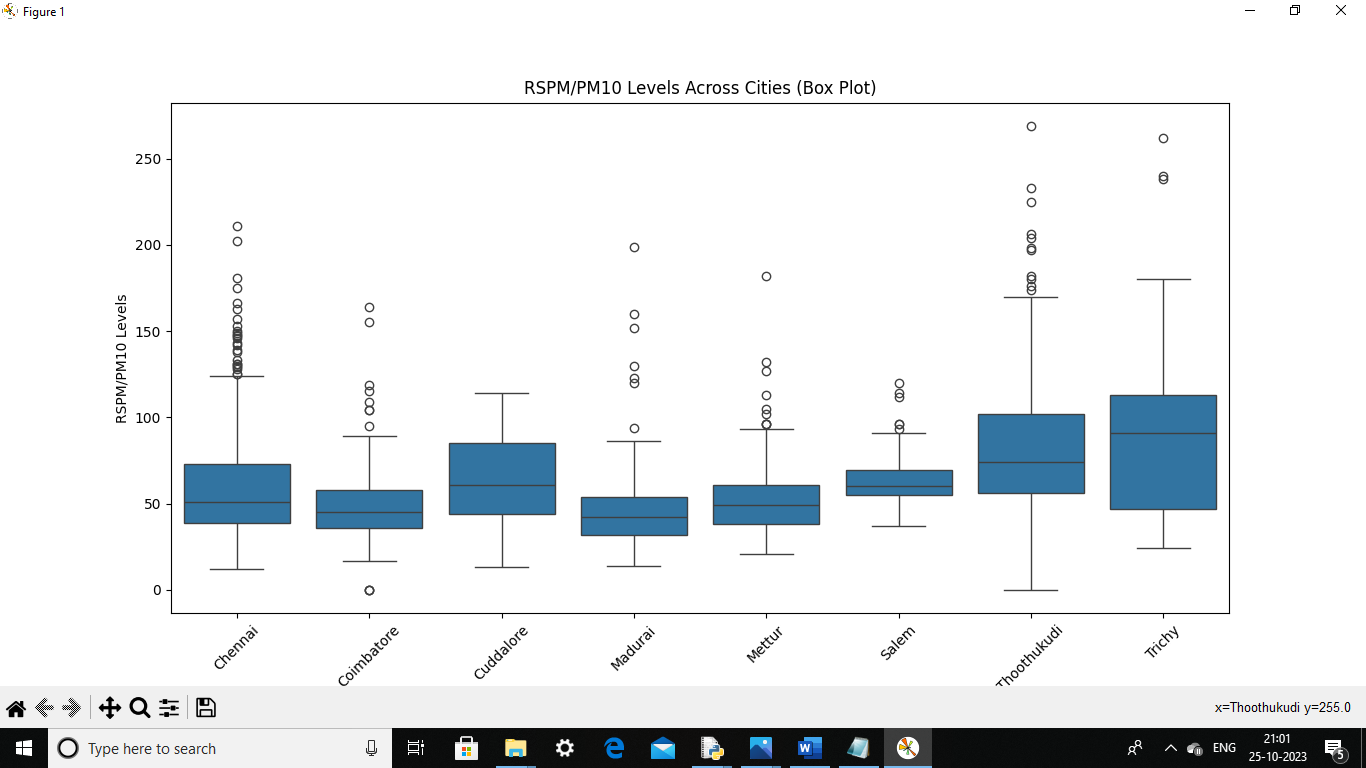 Figure 1
RSPM/PM10 Levels Across Cities (Box Plot)
RSPM/PM10 Levels
250
200
150
100
50
0
Chennai
Coimbatore
Cuddalore
Madurai
Mettur
Salem
Thoothukudi
Trichy
x=Thoothukudi y=255.0
Type here to search
ENG
21:01
25-10-2023
5